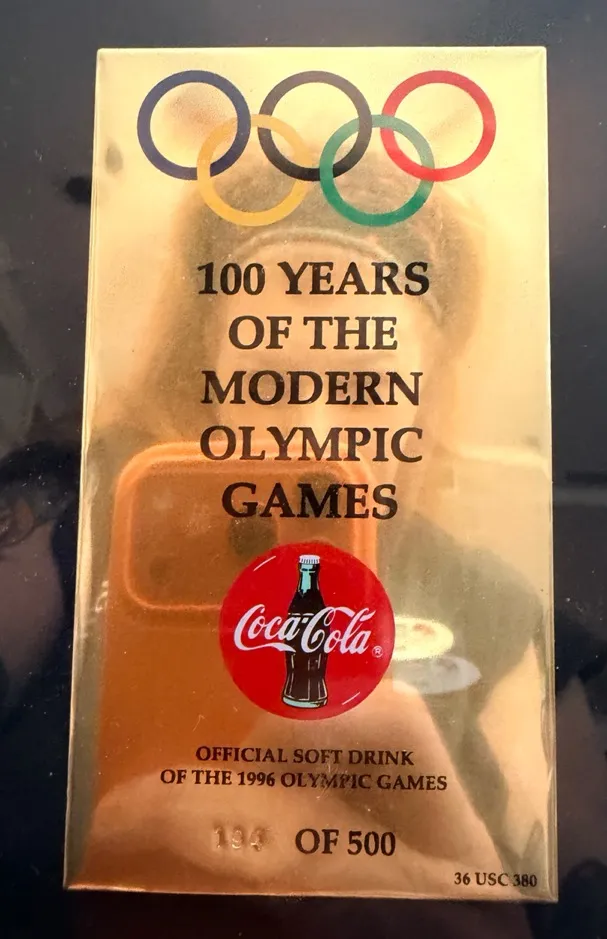 100 YEARS
OF THE
MODERN
OLYMPIC
GAMES
Coca-Cola ®
OFFICIAL SOFT DRINK
OF THE 1996 OLYMPIC GAMES
OF 500
36 USC 380